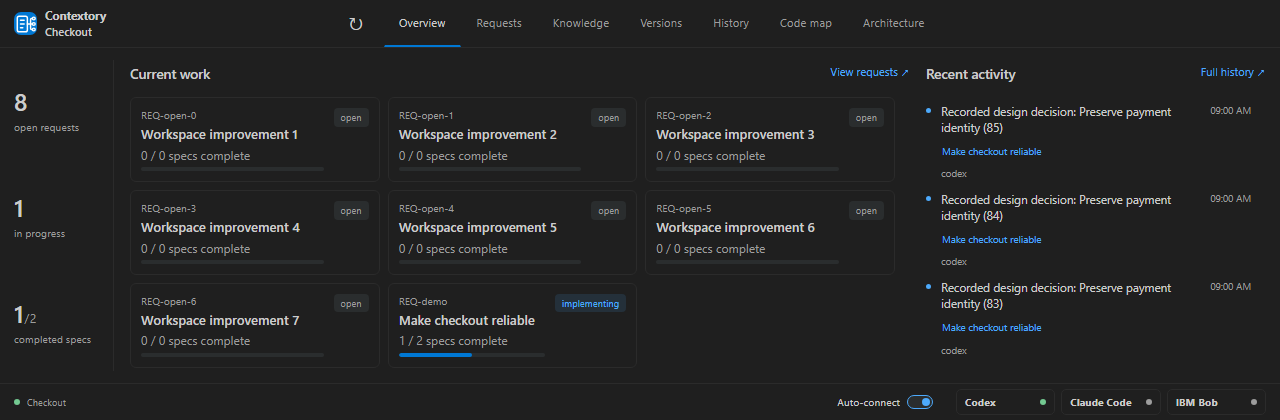 Contextory
Checkout
Overview
Requests
Knowledge
Versions
History
Code map
Architecture
8
open requests
1
in progress
1/2
completed specs
Current work
View requests ↗
REQ-open-0
open
Workspace improvement 1
0 / 0 specs complete
REQ-open-1
open
Workspace improvement 2
0 / 0 specs complete
REQ-open-2
open
Workspace improvement 3
0 / 0 specs complete
REQ-open-3
open
Workspace improvement 4
0 / 0 specs complete
REQ-open-4
open
Workspace improvement 5
0 / 0 specs complete
REQ-open-5
open
Workspace improvement 6
0 / 0 specs complete
REQ-open-6
open
Workspace improvement 7
0 / 0 specs complete
REQ-demo
implementing
Make checkout reliable
1 / 2 specs complete
Recent activity
Full history ↗
Recorded design decision: Preserve payment
identity (85)
09:00 AM
Make checkout reliable
codex
Recorded design decision: Preserve payment
identity (84)
09:00 AM
Make checkout reliable
codex
Recorded design decision: Preserve payment
identity (83)
09:00 AM
Make checkout reliable
codex
Checkout
Auto-connect
Codex
Claude Code
IBM Bob